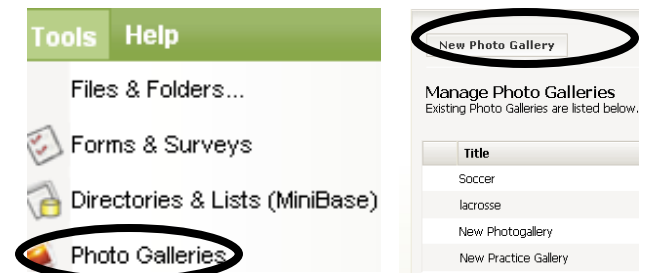 Tools Help
Files & Folders...
Forms & Surveys
Directories & Lists (MiniBase)
Photo Galleries
New Photo Gallery
Manage Photo Galleries
Existing Photo Galleries are listed below.
Title
Soccer
lacrosse
New Photogallery
New Practice Gallery